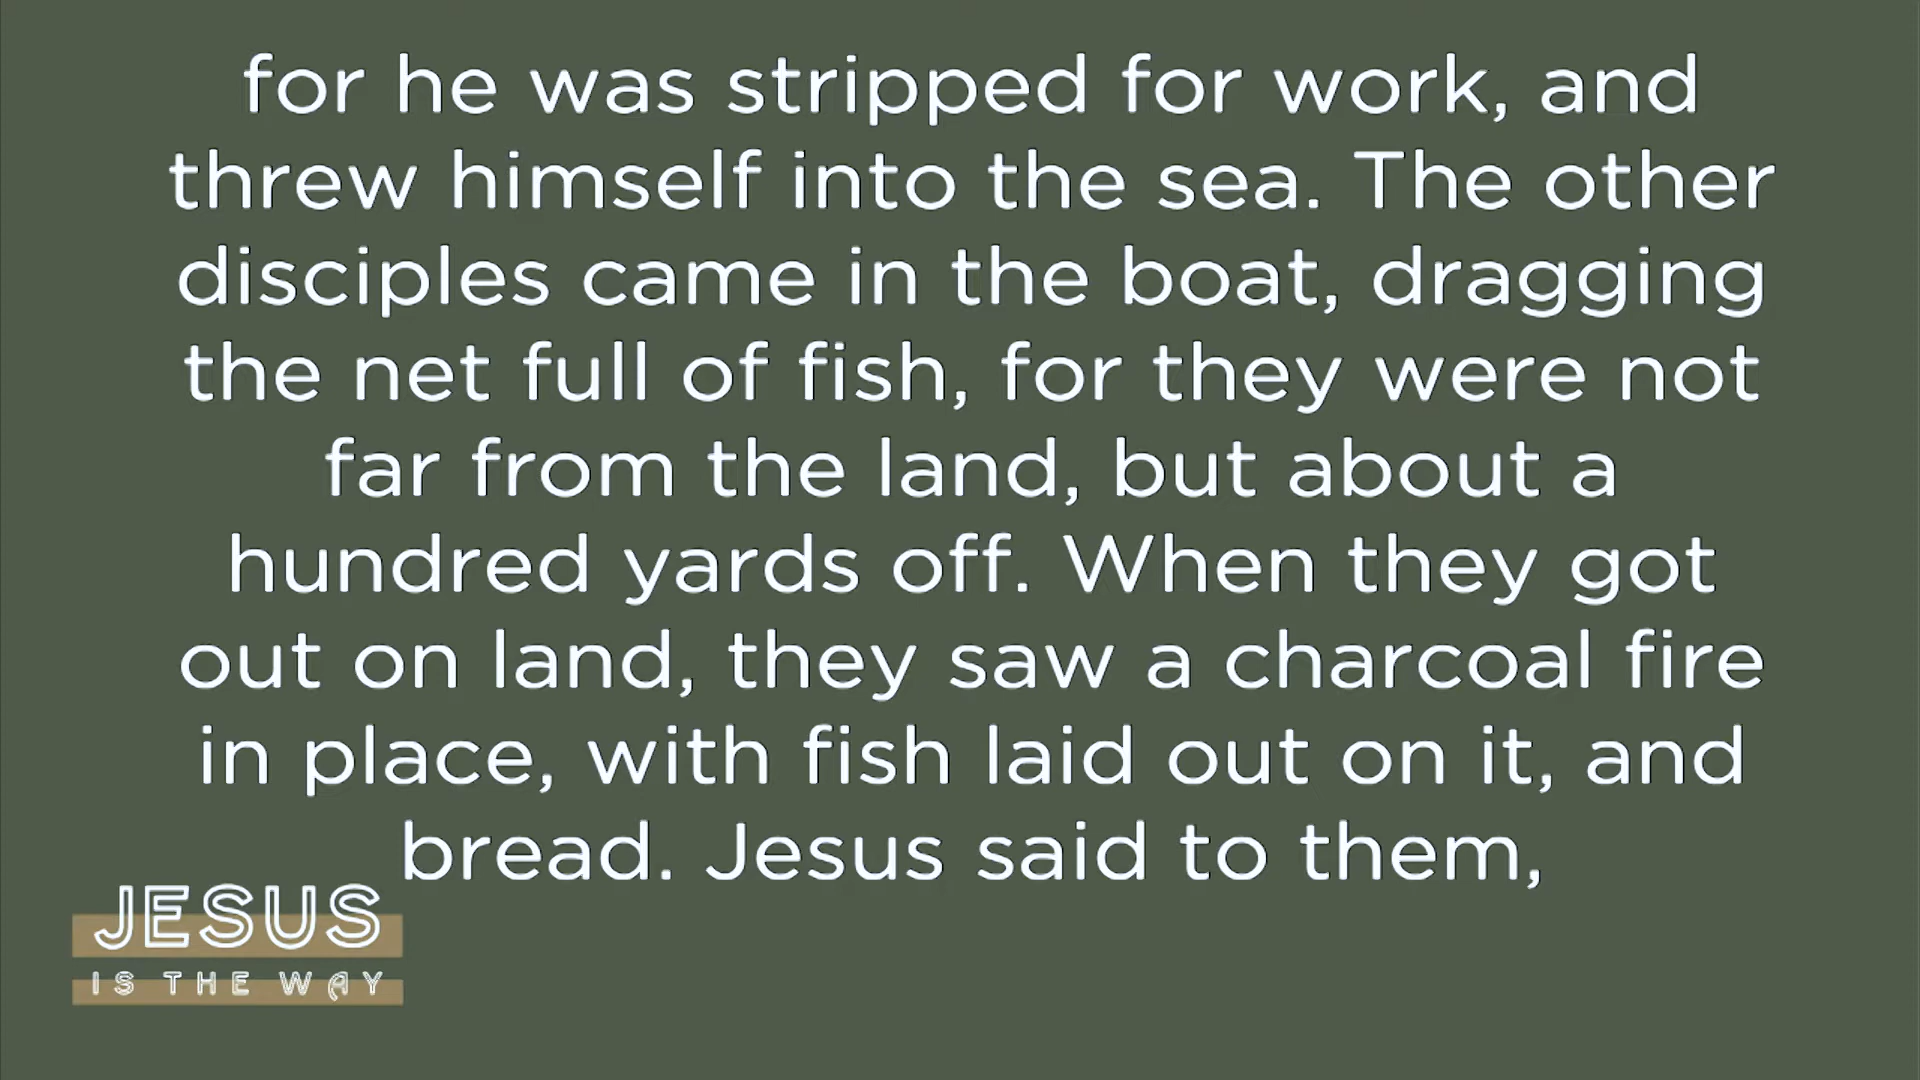 for he was stripped for work, and
threw himself into the sea. The other
disciples came in the boat, dragging
the net full of fish, for they were not
far from the land, but about a
hundred yards off. When they got
out on land, they saw a charcoal fire
in place, with fish laid out on it, and
bread. Jesus said to them,
JESUS
IS THE WAY